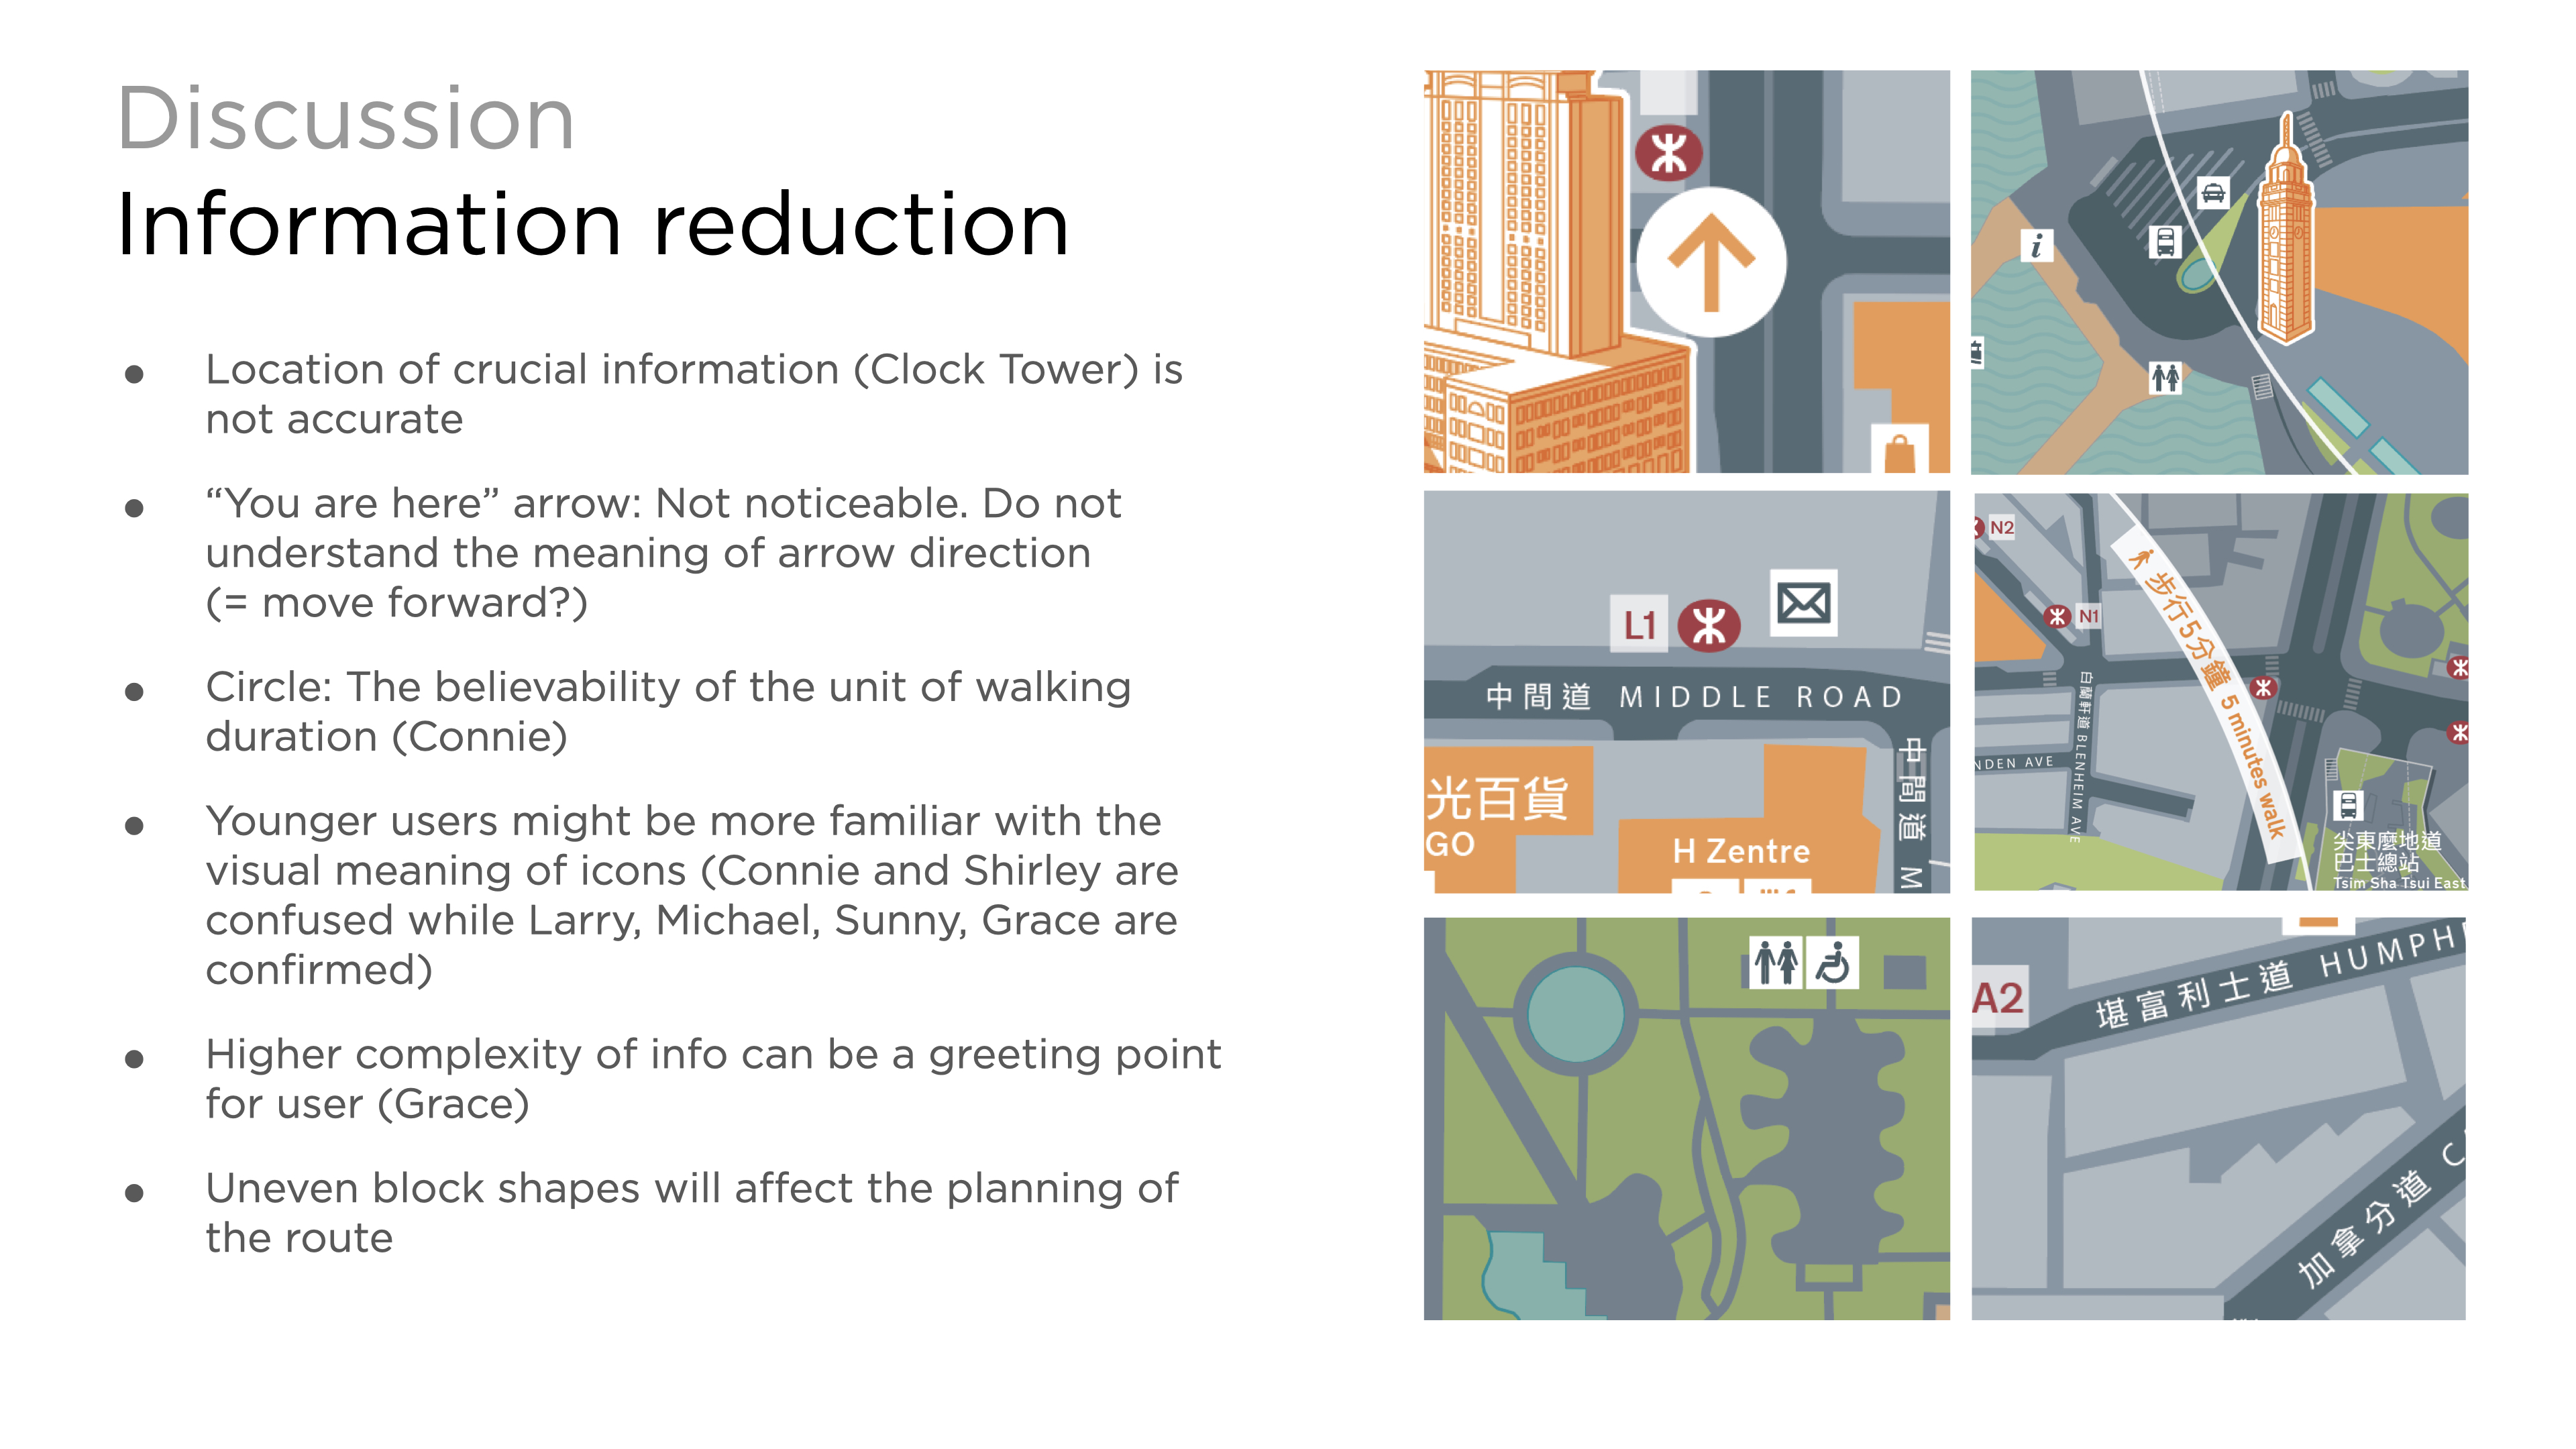 Discussion
Information reduction
● Location of crucial information (Clock Tower) is
not accurate
● “You are here” arrow: Not noticeable. Do not
understand the meaning of arrow direction
(= move forward?)
● Circle: The believability of the unit of walking
duration (Connie)
● Younger users might be more familiar with the
visual meaning of icons (Connie and Shirley are
confused while Larry, Michael, Sunny, Grace are
confirmed)
● Higher complexity of info can be a greeting point
for user (Grace)
● Uneven block shapes will affect the planning of
the route
i
L1
中間道 MIDDLE ROAD
光百貨
GO
H Zentre
中間道 M
N2
N1
步行5分鐘 5 minutes walk
白蘭軒道 BLENHEIM AVE
NDEN AVE
尖東麼地道
巴士總站
Tsim Sha Tsui East
A2
堪富利士道 HUMPH
加拿分道 C